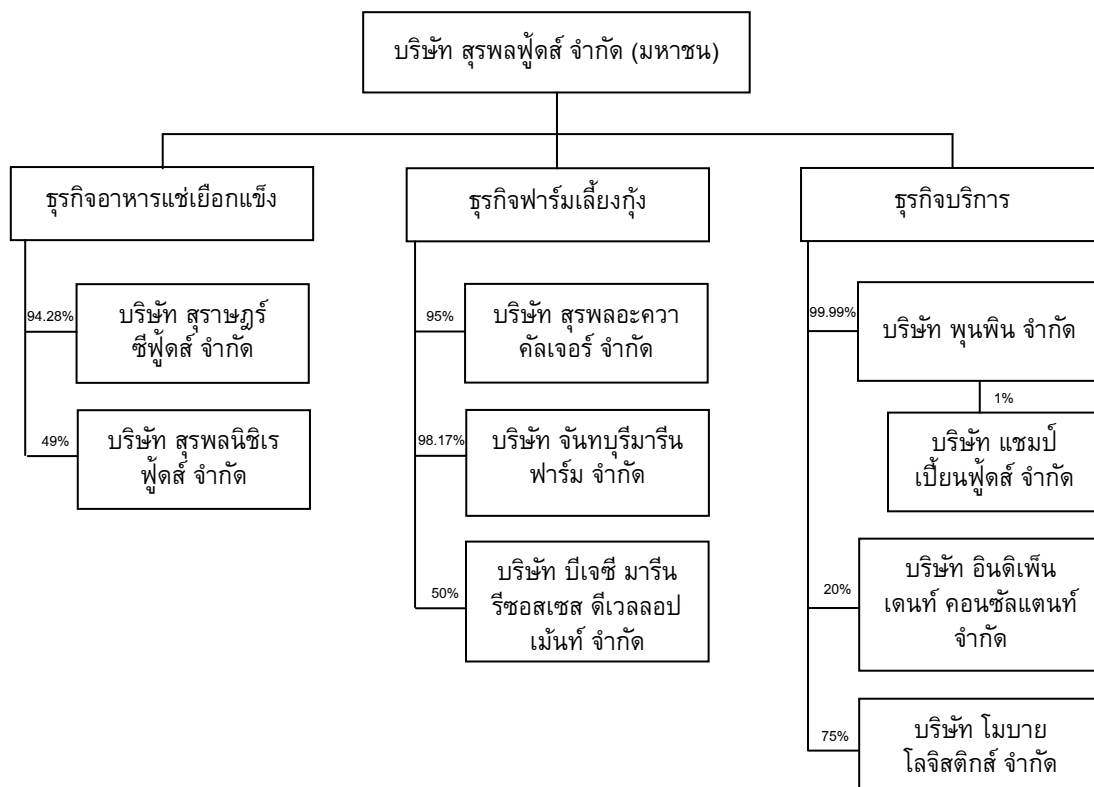 บริษัท สุรพลฟู้ดส์ จำกัด (มหาชน)
ธุรกิจอาหารแช่เยือกแข็ง
94.28%
บริษัท สุราษฎร์
ซีฟู้ดส์ จำกัด
49%
บริษัท สุรพลนิชิเร
ฟู้ดส์ จำกัด
ธุรกิจฟาร์มเลี้ยงกุ้ง
95%
บริษัท สุรพลอะควา
คัลเจอร์ จำกัด
98.17%
บริษัท จันทบุรีมารีน
ฟาร์ม จำกัด
50%
บริษัท บีเจซี มารีน
รีซอสเซส ดีเวลลอป
เม้นท์ จำกัด
ธุรกิจบริการ
99.99%
บริษัท พุนพิน จำกัด
1%
บริษัท แชมป์
เปี้ยนฟู้ดส์ จำกัด
20%
บริษัท อินดิเพ็น
เดนท์ คอนซัลแตนท์
จำกัด
75%
บริษัท โมบาย
โลจิสติกส์ จำกัด